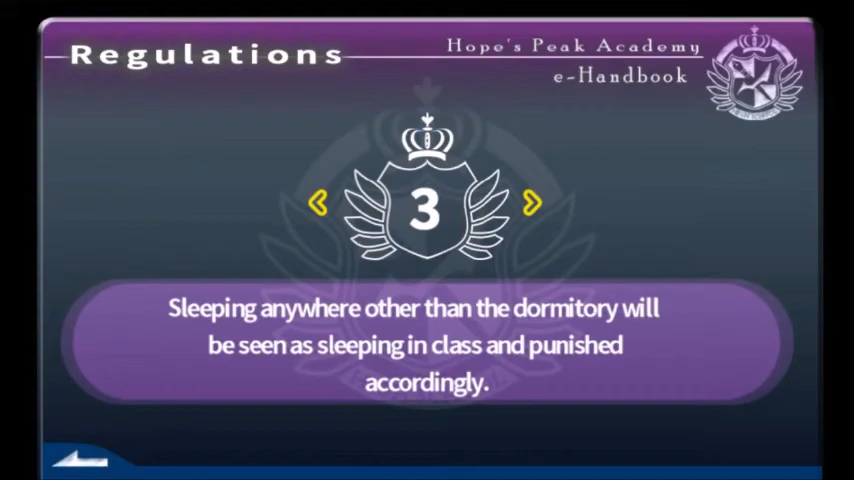 Regulations
Hope's Peak Academy
e-Handbook
3
Sleeping anywhere other than the dormitory will
be seen as sleeping in class and punished
accordingly.